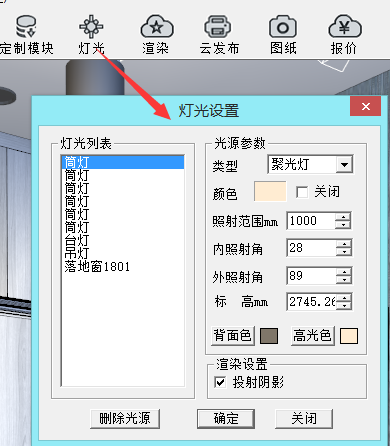 定制模块 灯光 渲染 云发布 图纸 报价
灯光设置
灯光列表
筒灯
筒灯
筒灯
筒灯
筒灯
筒灯
台灯
吊灯
落地窗1801
光源参数
类型 聚光灯
颜色 关闭
照射范围mm 1000
内照射角 28
外照射角 89
标 高mm 2745.26
背面色 高光色
渲染设置
投射阴影
删除光源 确定 关闭